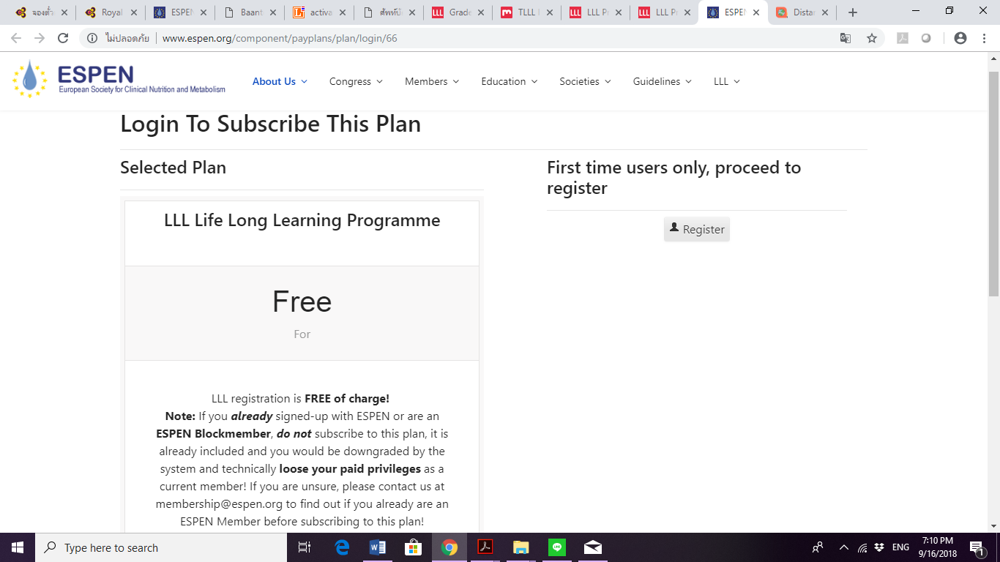 จองตั๋ว
Royal
ESPEN
Baant
activa
ศัพท์ป
Grade
TLLL
LLL Pr
LLL Pr
ESPEN
Distar
ไม่ปลอดภัย
www.espen.org/component/payplans/plan/login/66
ESPEN
European Society for Clinical Nutrition and Metabolism
About Us
Congress
Members
Education
Societies
Guidelines
LLL
Login To Subscribe This Plan
Selected Plan
LLL Life Long Learning Programme
Free
For
LLL registration is FREE of charge!
Note: If you already signed-up with ESPEN or are an
ESPEN Blockmember, do not subscribe to this plan, it is
already included and you would be downgraded by the
system and technically loose your paid privileges as a
current member! If you are unsure, please contact us at
membership@espen.org to find out if you already are an
ESPEN Member before subscribing to this plan!
First time users only, proceed to
register
Register
Type here to search
ENG
7:10 PM
9/16/2018
1